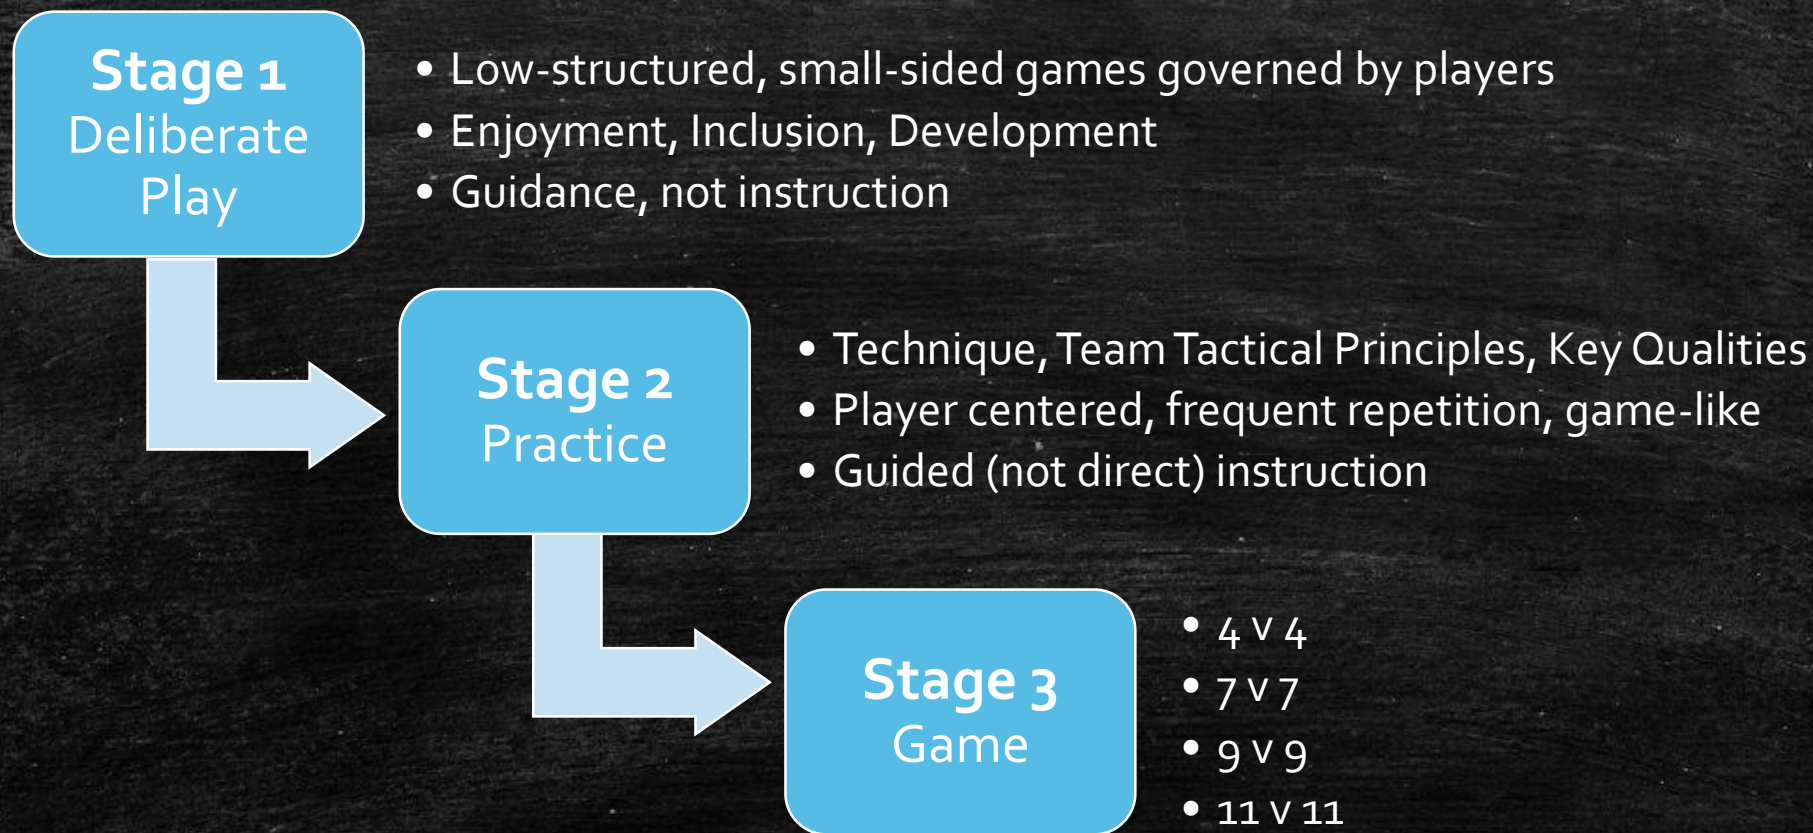 Stage 1
Deliberate
Play
• Low-structured, small-sided games governed by players
• Enjoyment, Inclusion, Development
• Guidance, not instruction
Stage 2
Practice
• Technique, Team Tactical Principles, Key Qualities
• Player centered, frequent repetition, game-like
• Guided (not direct) instruction
Stage 3
Game
• 4 v 4
• 7 v 7
• 9 v 9
• 11 v 11